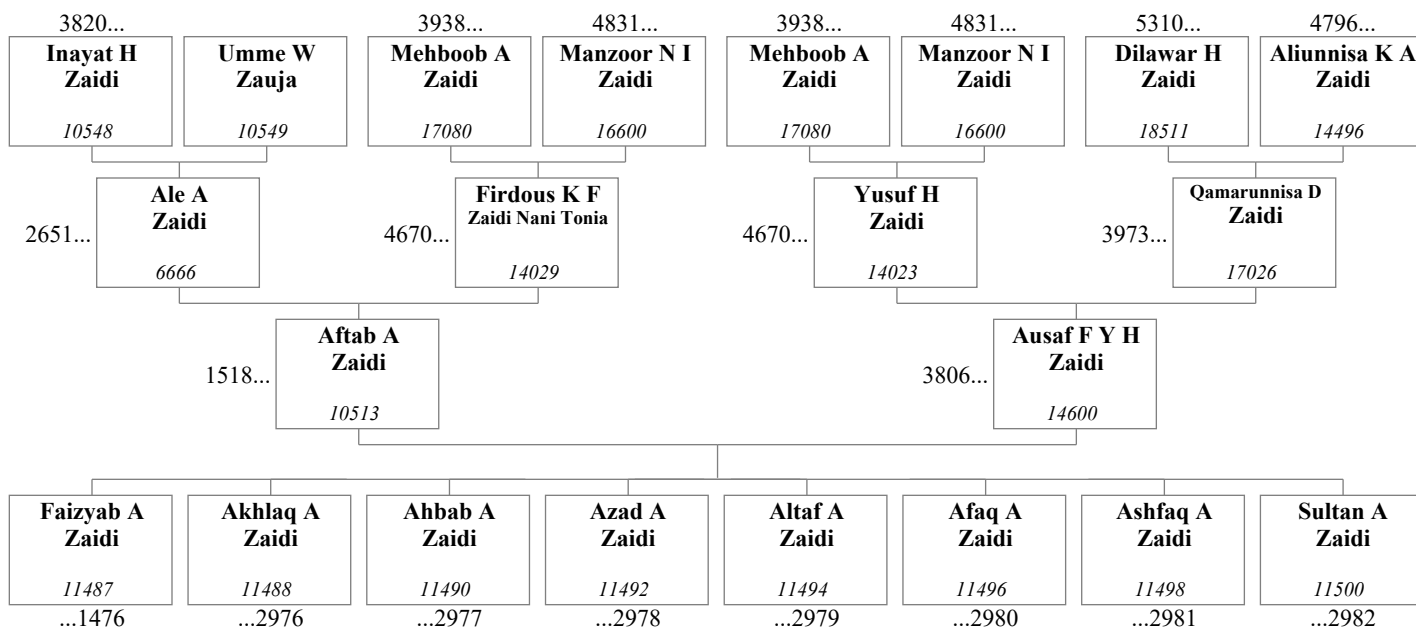 3820... 3938... 4831... 3938... 4831... 5310... 4796...
Inayat H Umme W Mehboob A Manzoor N I Mehboob A Manzoor N I Dilawar H Aliunnisa K A
Zaidi Zauja Zaidi Zaidi Zaidi Zaidi Zaidi Zaidi
10548 10549 17080 16600 17080 16600 18511 14496
Ale A Firdous K F Yusuf H Qamarunnisa D
Zaidi Zaidi Nani Tonia Zaidi Zaidi
2651... 4670... 4670... 3973...
6666 14029 14023 17026
Aftab A Ausaf F Y H
Zaidi Zaidi
1518... 3806...
10513 14600
Faizyab A Akhlaq A Ahbab A Azad A Altaf A Afaq A Ashfaq A Sultan A
Zaidi Zaidi Zaidi Zaidi Zaidi Zaidi Zaidi Zaidi
11487 11488 11490 11492 11494 11496 11498 11500
...1476 ...2976 ...2977 ...2978 ...2979 ...2980 ...2981 ...2982